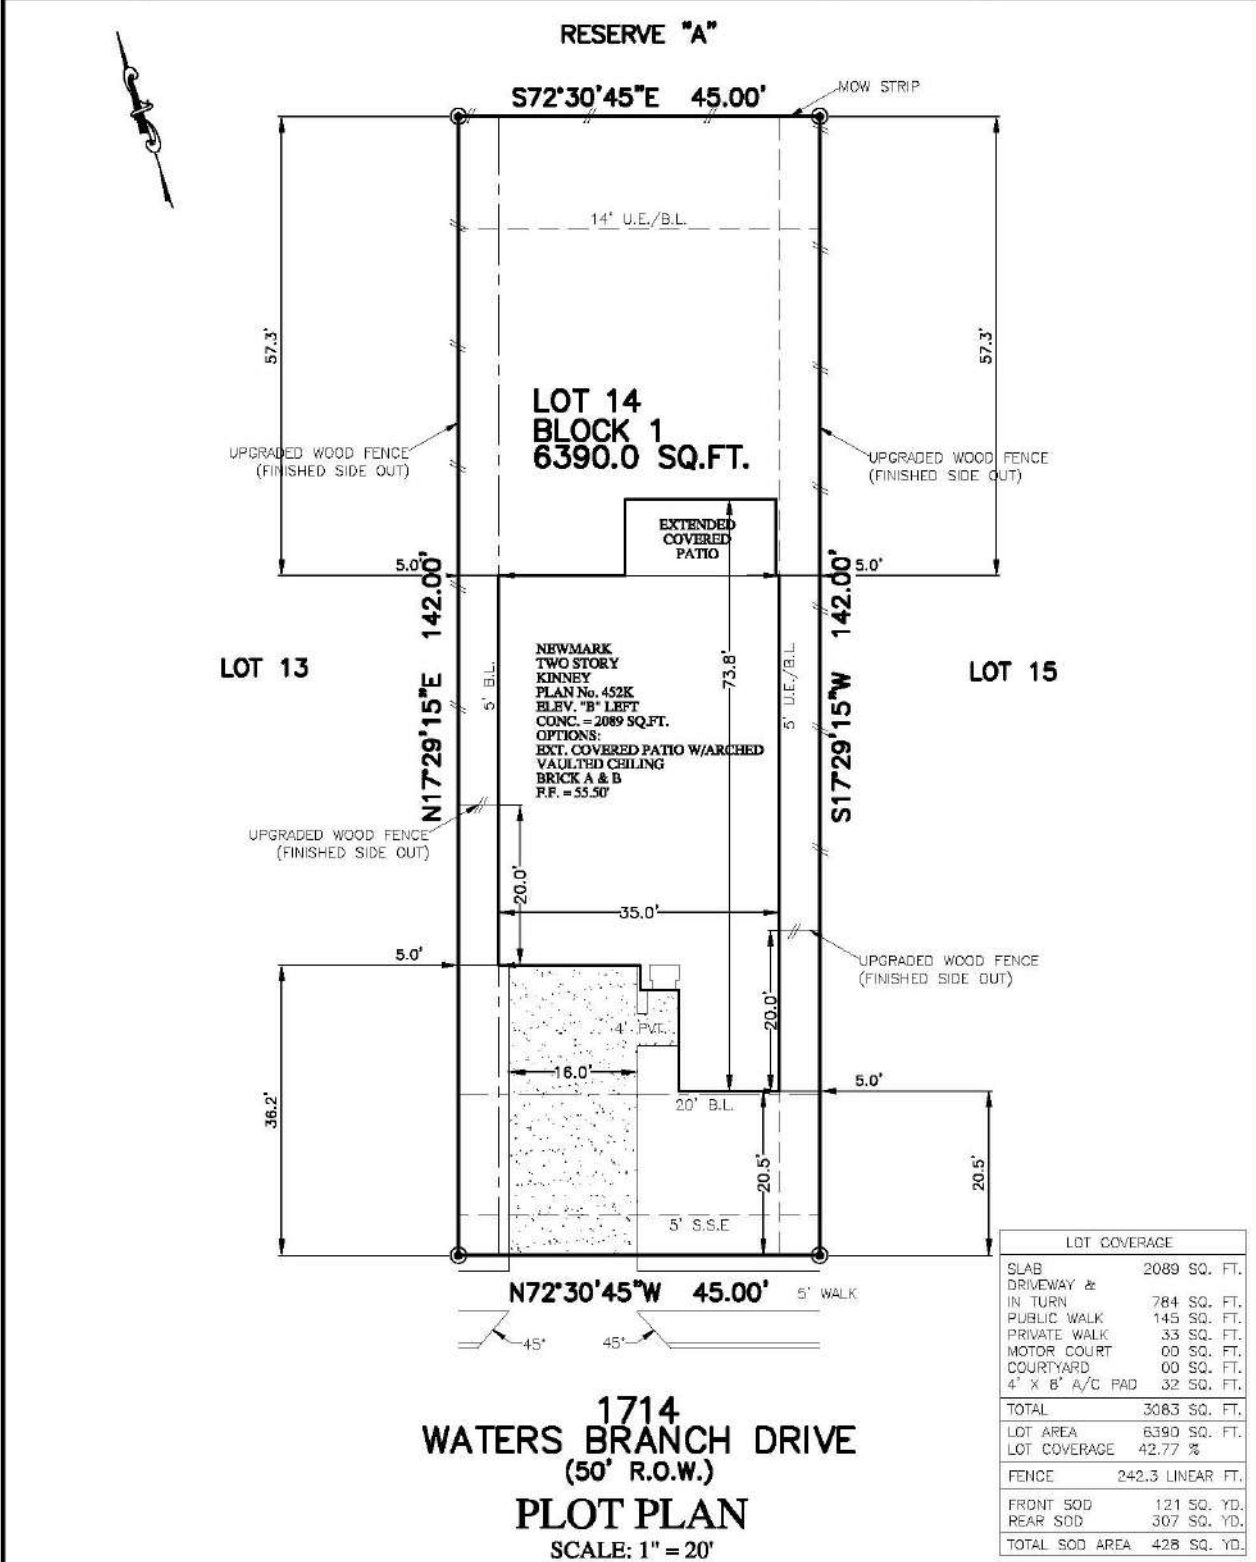 RESERVE "A"
S72°30'45"E 45.00'
MOW STRIP
14' U.E./B.L.
57.3'
57.3'
LOT 14
BLOCK 1
6390.0 SQ.FT.
UPGRADED WOOD FENCE
(FINISHED SIDE OUT)
UPGRADED WOOD FENCE
(FINISHED SIDE OUT)
EXTENDED
COVERED
PATIO
5.0'
5.0'
N17°29'15"E 142.00'
S17°29'15"W 142.00'
LOT 13
LOT 15
5' B.L.
5' U.E./B.L.
73.8'
NEWMARK
TWO STORY
KINNEY
PLAN No. 452K
ELEV. "B" LEFT
CONC. = 2089 SQ.FT.
OPTIONS:
EXT. COVERED PATIO W/ARCHED
VAULTED CEILING
BRICK A & B
F.F. = 55.50'
UPGRADED WOOD FENCE
(FINISHED SIDE OUT)
20.0'
35.0'
5.0'
UPGRADED WOOD FENCE
(FINISHED SIDE OUT)
20.0'
4' PVT.
16.0'
5.0'
36.2'
20' B.L.
20.5'
20.5'
5' S.S.E
N72°30'45"W 45.00'
5' WALK
45°
45°
1714
WATERS BRANCH DRIVE
(50' R.O.W.)
PLOT PLAN
SCALE: 1" = 20'
LOT COVERAGE
SLAB 2089 SQ. FT.
DRIVEWAY &
IN TURN 784 SQ. FT.
PUBLIC WALK 145 SQ. FT.
PRIVATE WALK 33 SQ. FT.
MOTOR COURT 00 SQ. FT.
COURTYARD 00 SQ. FT.
4' X 8' A/C PAD 32 SQ. FT.
TOTAL 3083 SQ. FT.
LOT AREA 6390 SQ. FT.
LOT COVERAGE 42.77 %
FENCE 242.3 LINEAR FT.
FRONT SOD 121 SQ. YD.
REAR SOD 307 SQ. YD.
TOTAL SOD AREA 428 SQ. YD.